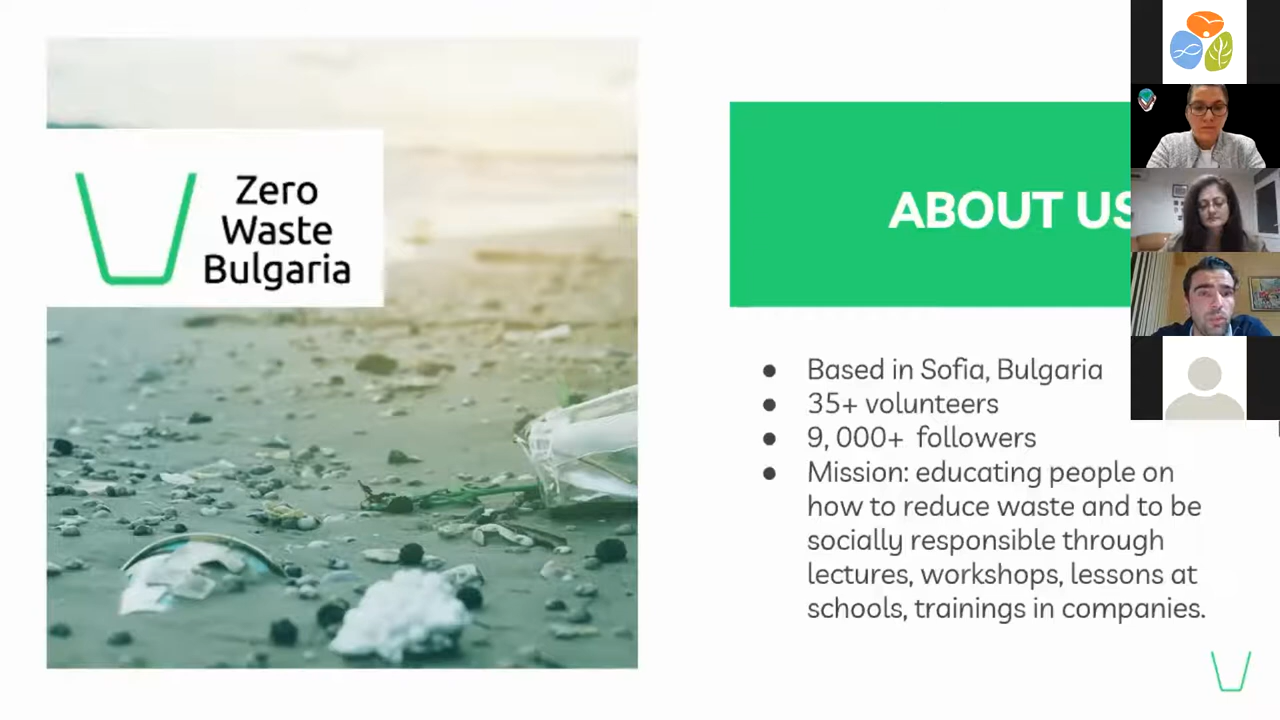 Zero
Waste
Bulgaria
ABOUT US
● Based in Sofia, Bulgaria
● 35+ volunteers
● 9, 000+ followers
● Mission: educating people on
how to reduce waste and to be
socially responsible through
lectures, workshops, lessons at
schools, trainings in companies.